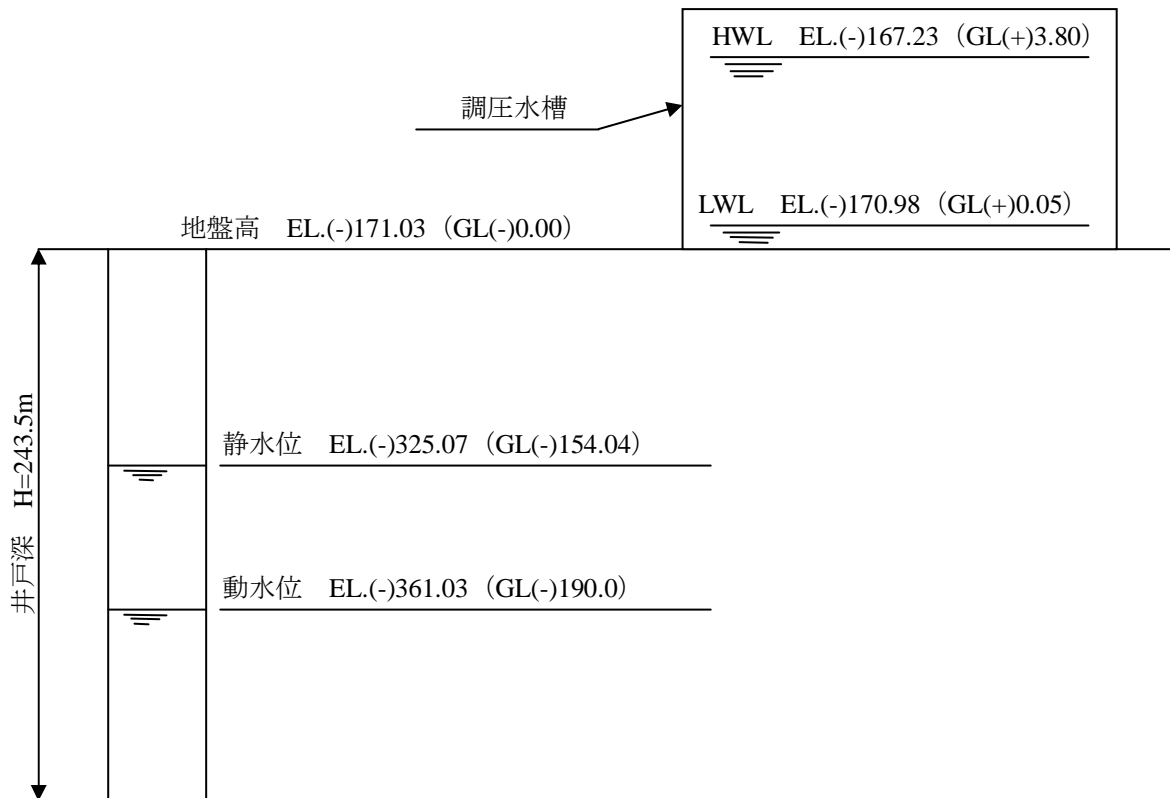 HWL　EL.(-)167.23（GL(+)3.80）
調圧水槽
LWL　EL.(-)170.98（GL(+)0.05）
地盤高　EL.(-)171.03（GL(-)0.00）
静水位　EL.(-)325.07（GL(-)154.04）
井戸深　H=243.5m
動水位　EL.(-)361.03（GL(-)190.0）